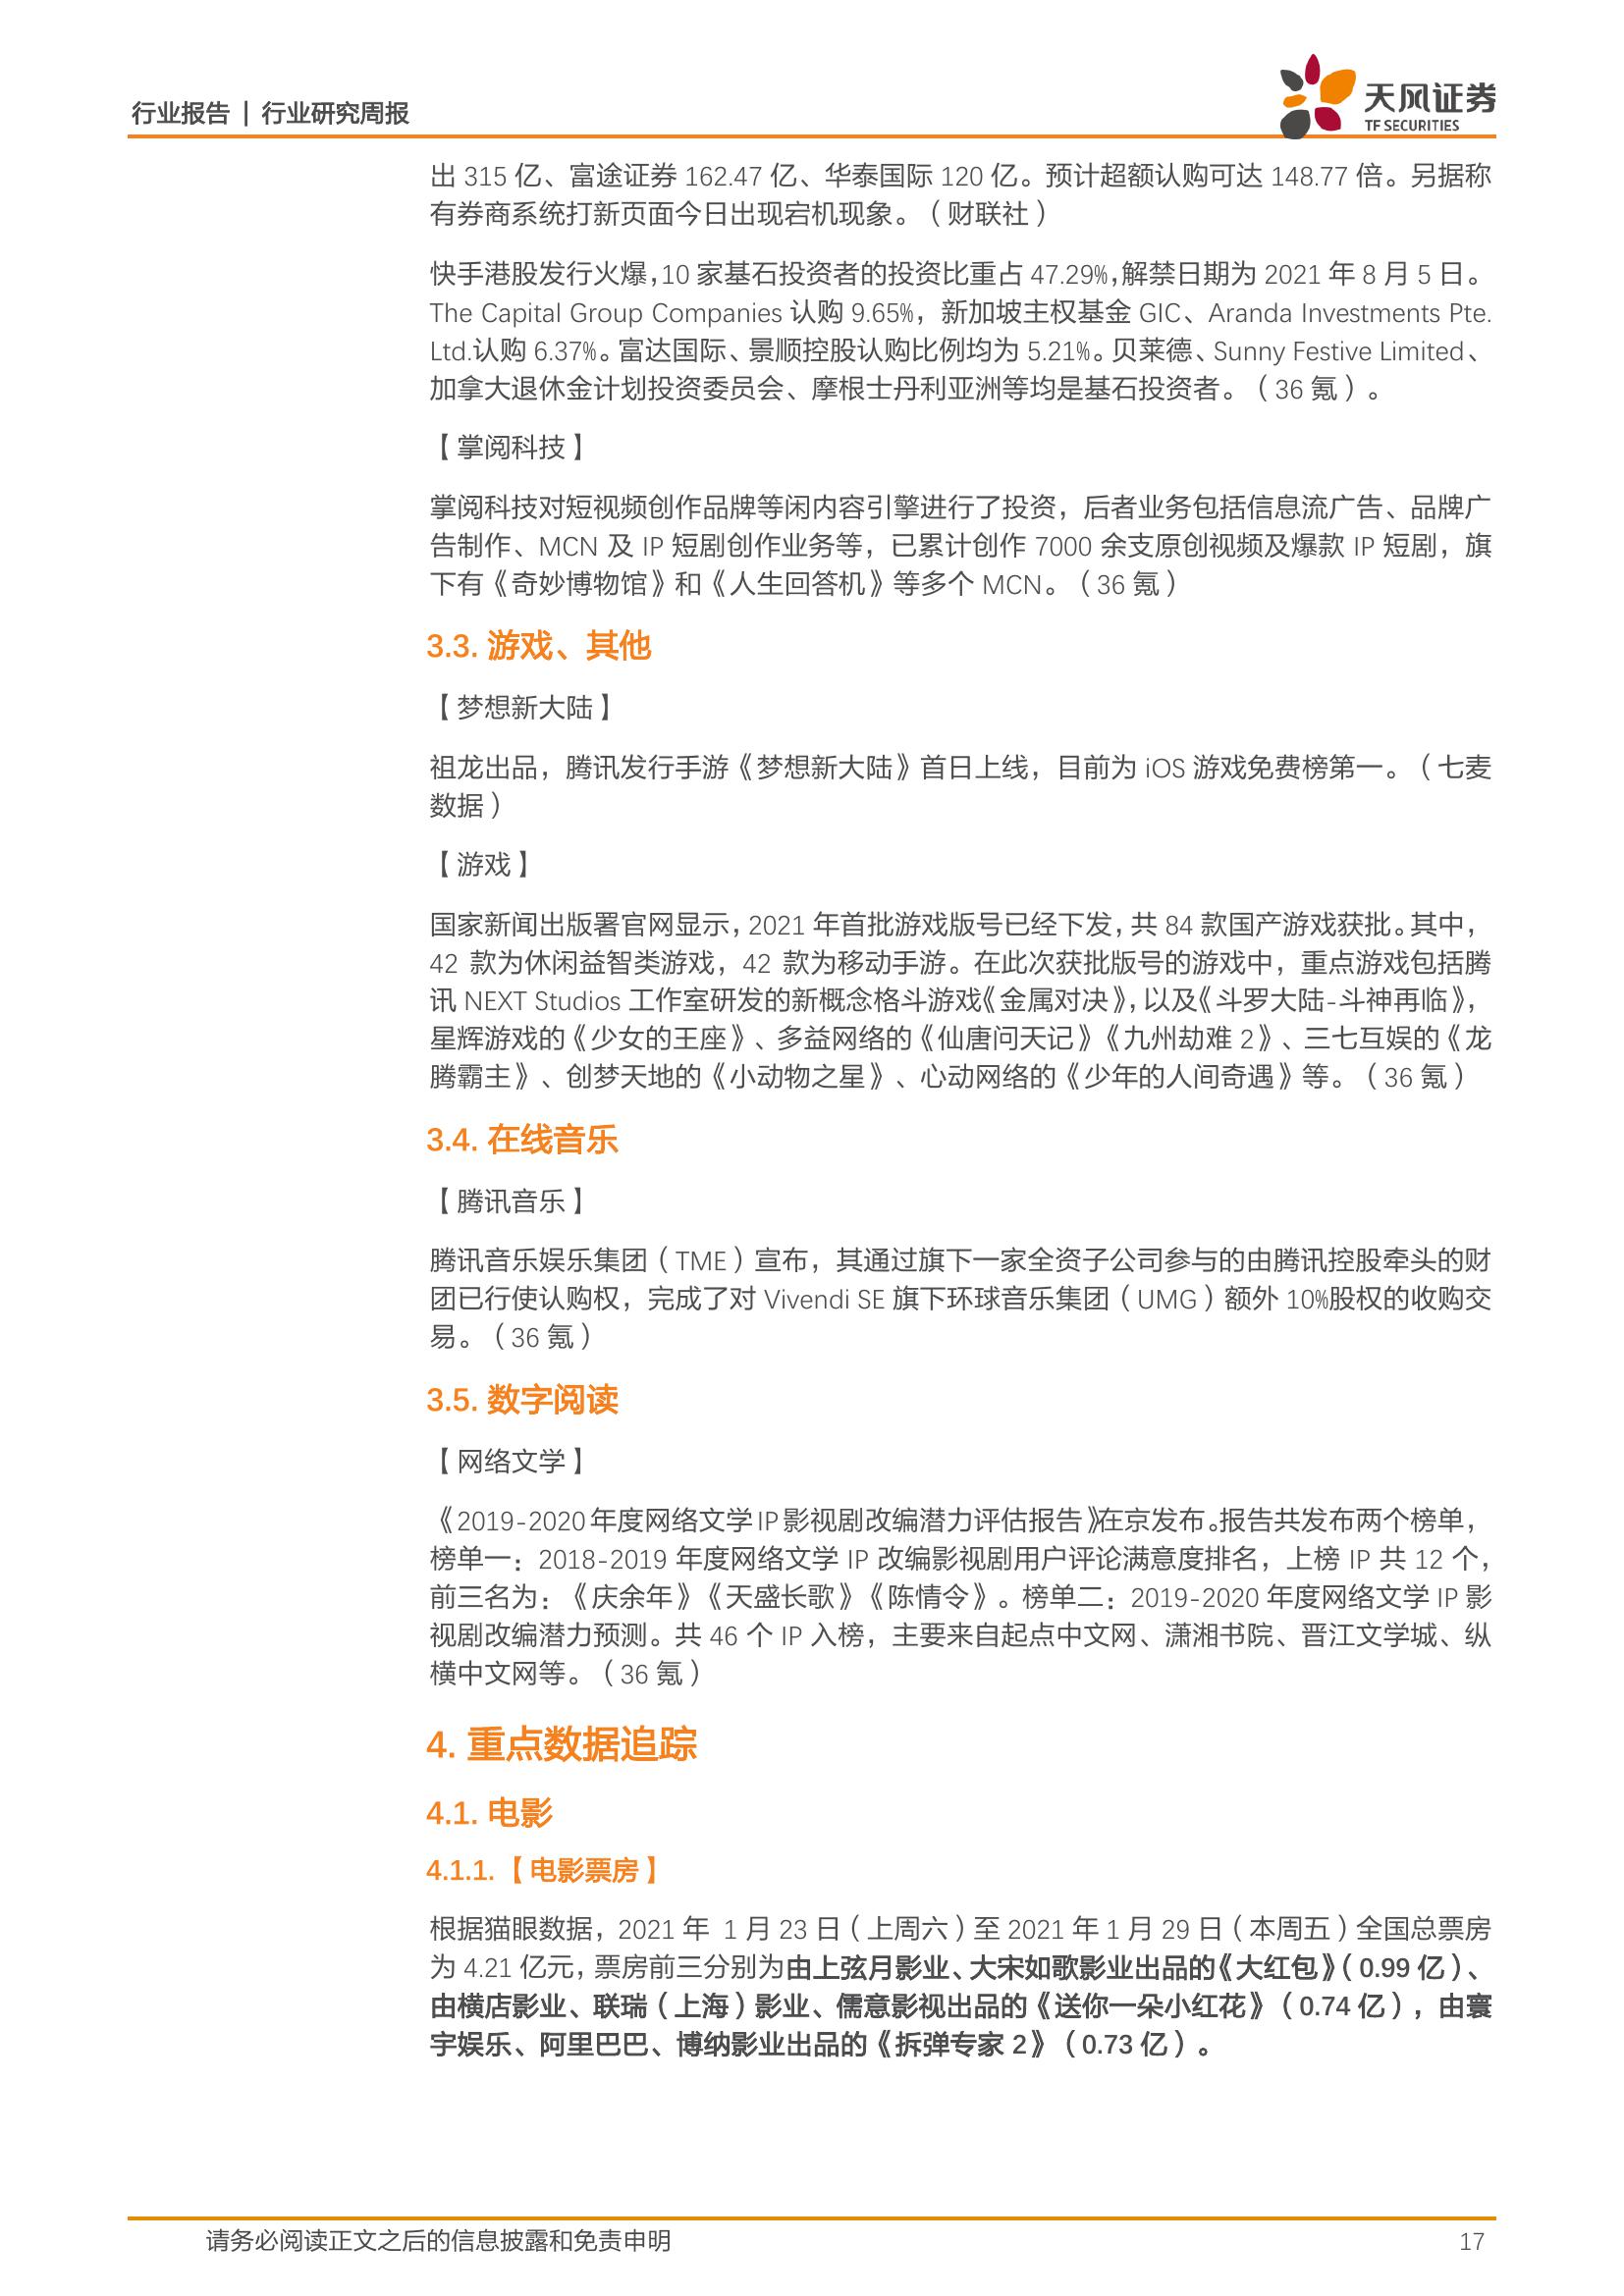 行业报告 | 行业研究周报
天风证券
TF SECURITIES
出 315 亿、富途证券 162.47 亿、华泰国际 120 亿。预计超额认购可达 148.77 倍。另据称
有券商系统打新页面今日出现宕机现象。（财联社）
快手港股发行火爆，10 家基石投资者的投资比重占 47.29%，解禁日期为 2021 年 8 月 5 日。
The Capital Group Companies 认购 9.65%，新加坡主权基金 GIC、Aranda Investments Pte.
Ltd.认购 6.37%。富达国际、景顺控股认购比例均为 5.21%。贝莱德、Sunny Festive Limited、
加拿大退休金计划投资委员会、摩根士丹利亚洲等均是基石投资者。（36 氪）。
【掌阅科技】
掌阅科技对短视频创作品牌等闲内容引擎进行了投资，后者业务包括信息流广告、品牌广
告制作、MCN 及 IP 短剧创作业务等，已累计创作 7000 余支原创视频及爆款 IP 短剧，旗
下有《奇妙博物馆》和《人生回答机》等多个 MCN。（36 氪）
3.3. 游戏、其他
【梦想新大陆】
祖龙出品，腾讯发行手游《梦想新大陆》首日上线，目前为 iOS 游戏免费榜第一。（七麦
数据）
【游戏】
国家新闻出版署官网显示，2021 年首批游戏版号已经下发，共 84 款国产游戏获批。其中，
42 款为休闲益智类游戏，42 款为移动手游。在此次获批版号的游戏中，重点游戏包括腾
讯 NEXT Studios 工作室研发的新概念格斗游戏《金属对决》，以及《斗罗大陆-斗神再临》，
星辉游戏的《少女的王座》、多益网络的《仙唐问天记》《九州劫难 2》、三七互娱的《龙
腾霸主》、创梦天地的《小动物之星》、心动网络的《少年的人间奇遇》等。（36 氪）
3.4. 在线音乐
【腾讯音乐】
腾讯音乐娱乐集团（TME）宣布，其通过旗下一家全资子公司参与的由腾讯控股牵头的财
团已行使认购权，完成了对 Vivendi SE 旗下环球音乐集团（UMG）额外 10%股权的收购交
易。（36 氪）
3.5. 数字阅读
【网络文学】
《2019-2020 年度网络文学 IP 影视剧改编潜力评估报告》在京发布。报告共发布两个榜单，
榜单一：2018-2019 年度网络文学 IP 改编影视剧用户评论满意度排名，上榜 IP 共 12 个，
前三名为：《庆余年》《天盛长歌》《陈情令》。榜单二：2019-2020 年度网络文学 IP 影
视剧改编潜力预测。共 46 个 IP 入榜，主要来自起点中文网、潇湘书院、晋江文学城、纵
横中文网等。（36 氪）
4. 重点数据追踪
4.1. 电影
4.1.1.【电影票房】
根据猫眼数据，2021 年 1 月 23 日（上周六）至 2021 年 1 月 29 日（本周五）全国总票房
为 4.21 亿元，票房前三分别为由上弦月影业、大宋如歌影业出品的《大红包》（0.99 亿）、
由横店影业、联瑞（上海）影业、儒意影视出品的《送你一朵小红花》（0.74 亿），由寰
宇娱乐、阿里巴巴、博纳影业出品的《拆弹专家 2》（0.73 亿）。
请务必阅读正文之后的信息披露和免责申明
17